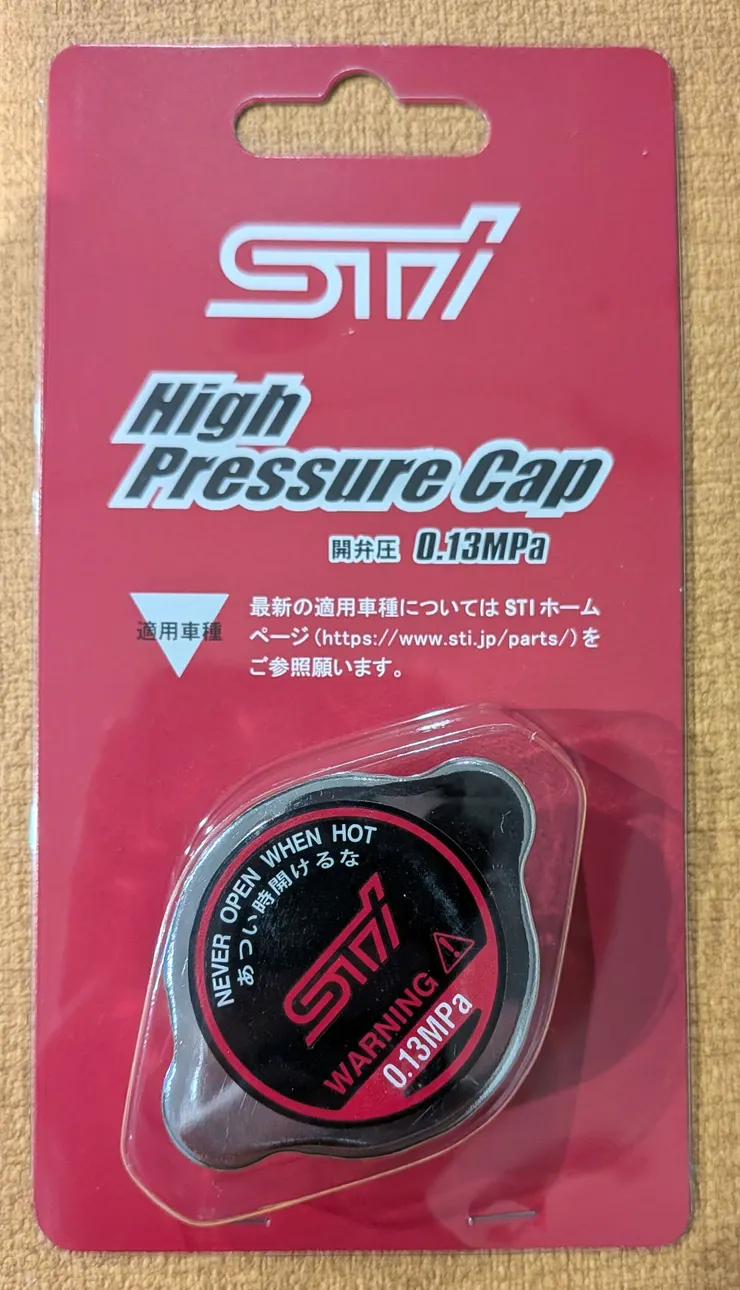 STI
High
Pressure Cap
開弁圧 0.13MPa
適用車種
最新の適用車種については STI ホーム
ページ(https://www.sti.jp/parts/)を
ご参照願います。
NEVER OPEN WHEN HOT
あつい時開けるな
STI
WARNING
0.13MPa